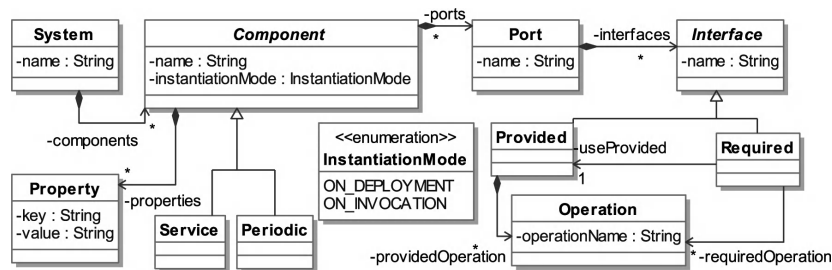 System
-name : String
-components
*
Component
-name : String
-instantiationMode : InstantiationMode
-ports
*
Port
-name : String
-interfaces
*
Interface
-name : String
Property
-key : String
-value : String
*
-properties
Service
Periodic
<<enumeration>>
InstantiationMode
ON_DEPLOYMENT
ON_INVOCATION
Provided
-useProvided
1
Required
Operation
-operationName : String
*
-providedOperation
*
-requiredOperation